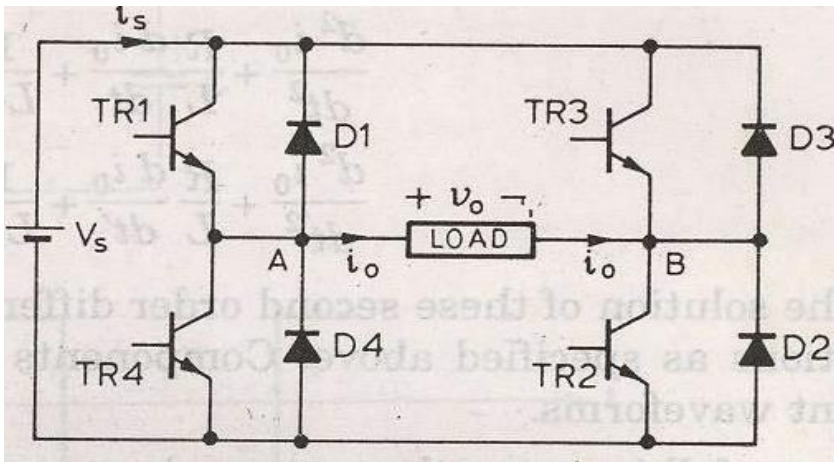 i_s
TR1
D1
TR3
D3
V_s
+ v_o -
LOAD
A
i_o
i_o
B
TR4
D4
TR2
D2
he solution of these second order differ
tions as specified above. Components
nt waveforms.